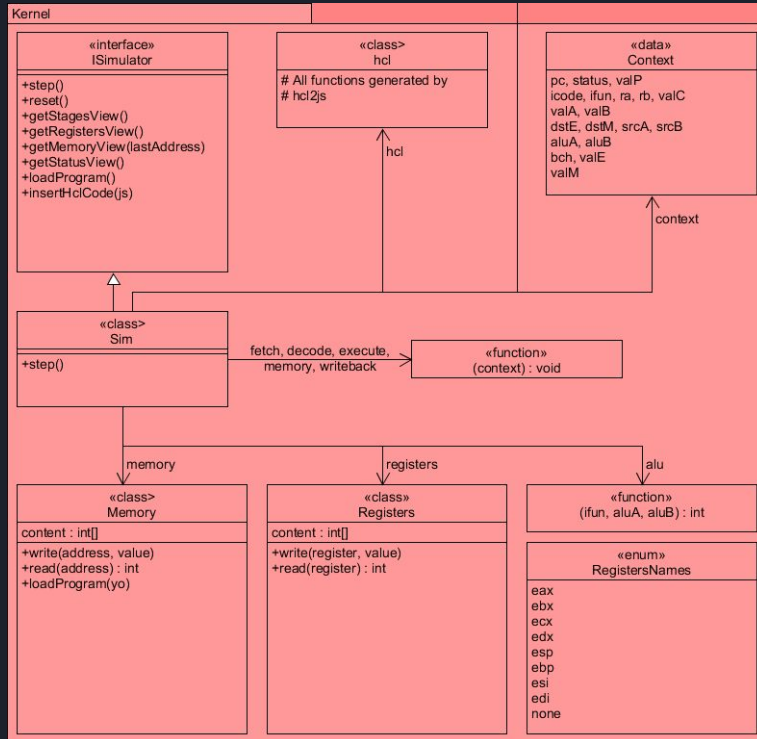 Kernel
«interface»
ISimulator
+step()
+reset()
+getStagesView()
+getRegistersView()
+getMemoryView(lastAddress)
+getStatusView()
+loadProgram()
+insertHclCode(js)
«class>
hcl
# All functions generated by
# hcl2js
«data»
Context
pc, status, valP
icode, ifun, ra, rb, valC
valA, valB
dstE, dstM, srcA, srcB
aluA, aluB
bch, valE
valM
hcl
context
«class>
Sim
+step()
fetch, decode, execute,
memory, writeback
«function»
(context) : void
memory
registers
alu
«class>
Memory
content : int[]
+write(address, value)
+read(address) : int
+loadProgram(yo)
«class»
Registers
content : int[]
+write(register, value)
+read(register) : int
«function»
(ifun, aluA, aluB) : int
«enum»
RegistersNames
eax
ebx
ecx
edx
esp
ebp
esi
edi
none